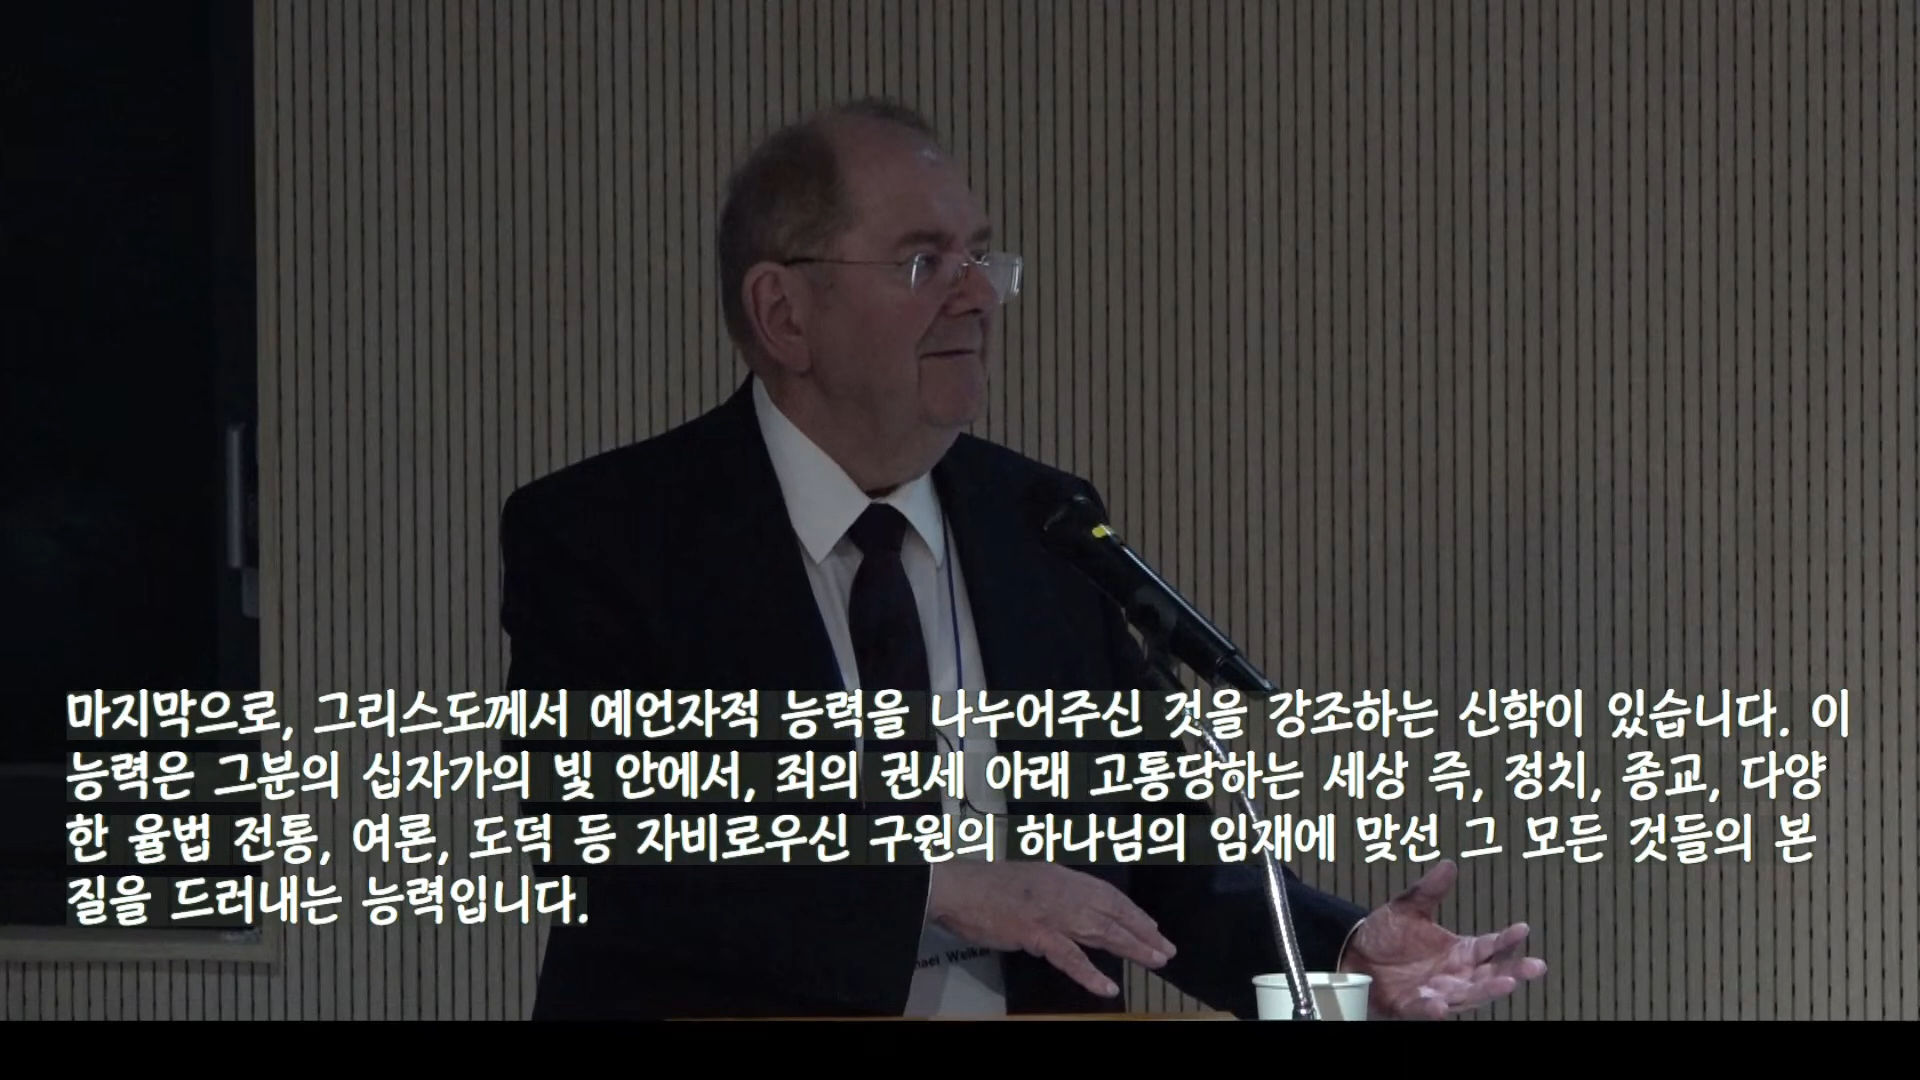 마지막으로, 그리스도께서 예언자적 능력을 나누어주신 것을 강조하는 신학이 있습니다. 이
능력은 그분의 십자가의 빛 안에서, 죄의 권세 아래 고통당하는 세상 즉, 정치, 종교, 다양
한 율법 전통, 여론, 도덕 등 자비로우신 구원의 하나님의 임재에 맞선 그 모든 것들의 본
질을 드러내는 능력입니다.